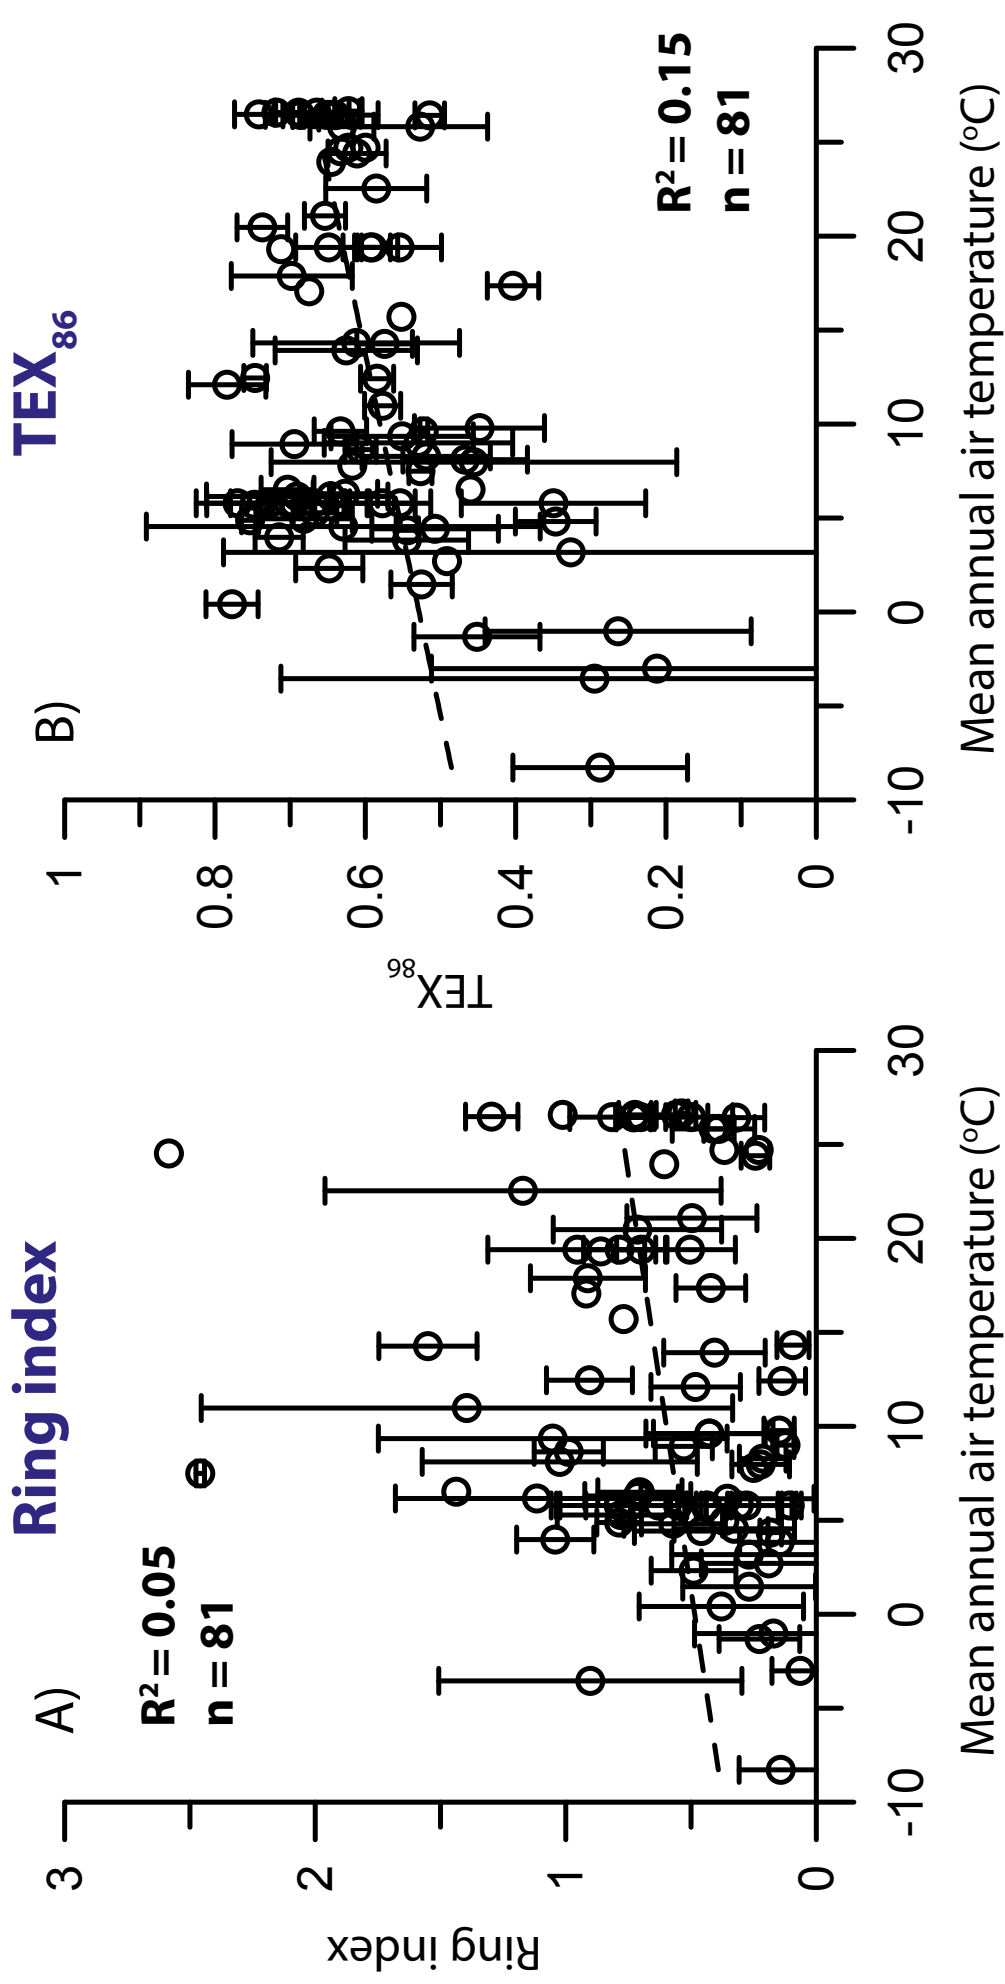 Ring index
A)
R² = 0.05
n = 81
3
2
1
0
Ring index
-10
0
10
20
30
Mean annual air temperature (ºC)
TEX₈₆
B)
1
0.8
0.6
0.4
0.2
0
TEX₈₆
R² = 0.15
n = 81
-10
0
10
20
30
Mean annual air temperature (ºC)